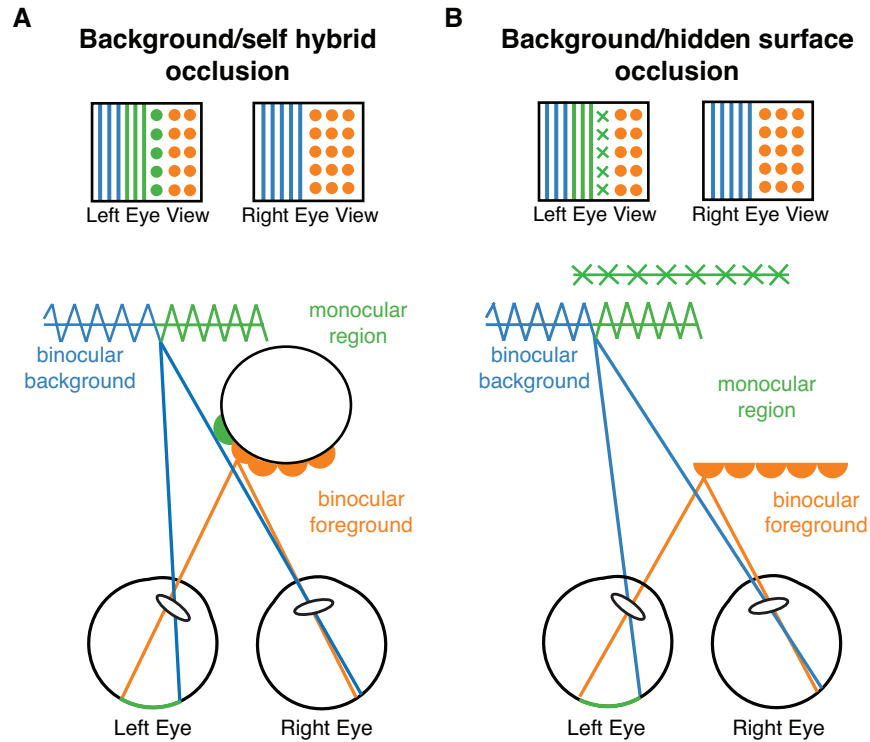 A
Background/self hybrid
occlusion
Left Eye View
Right Eye View
monocular
region
binocular
background
binocular
foreground
Left Eye
Right Eye
B
Background/hidden surface
occlusion
Left Eye View
Right Eye View
binocular
background
monocular
region
binocular
foreground
Left Eye
Right Eye